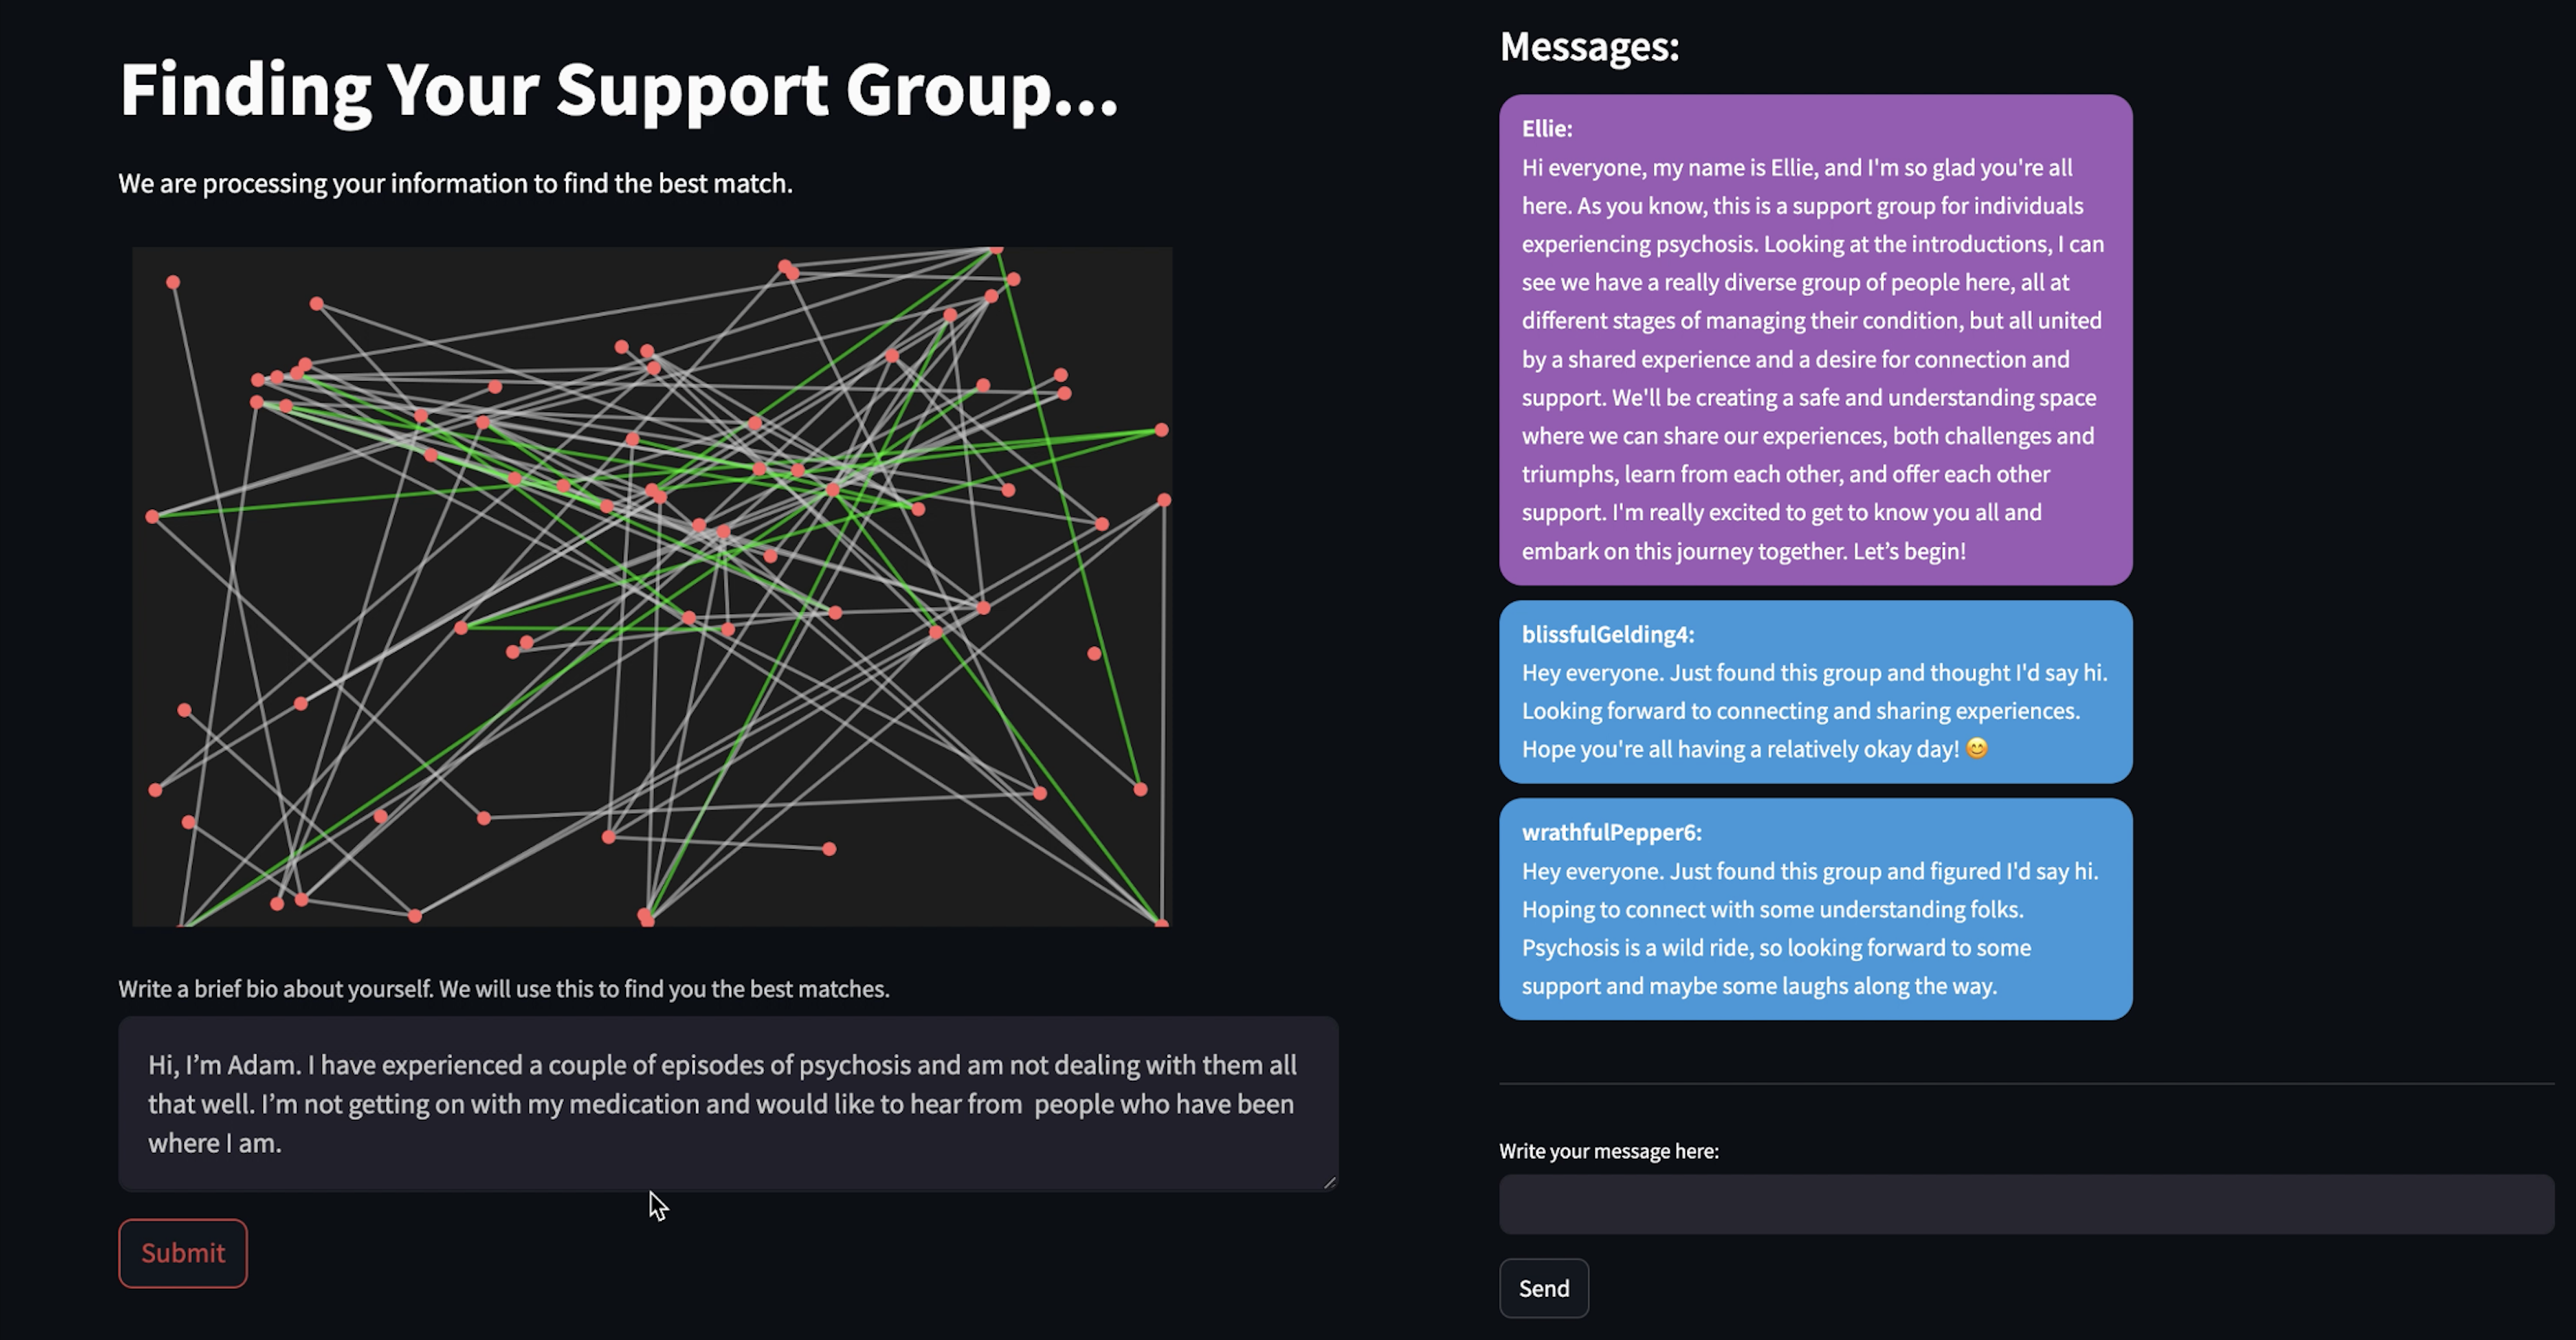 Finding Your Support Group...
We are processing your information to find the best match.
Write a brief bio about yourself. We will use this to find you the best matches.
Hi, I’m Adam. I have experienced a couple of episodes of psychosis and am not dealing with them all
that well. I’m not getting on with my medication and would like to hear from  people who have been
where I am.
Submit
Messages:
Ellie:
Hi everyone, my name is Ellie, and I'm so glad you're all
here. As you know, this is a support group for individuals
experiencing psychosis. Looking at the introductions, I can
see we have a really diverse group of people here, all at
different stages of managing their condition, but all united
by a shared experience and a desire for connection and
support. We'll be creating a safe and understanding space
where we can share our experiences, both challenges and
triumphs, learn from each other, and offer each other
support. I'm really excited to get to know you all and
embark on this journey together. Let’s begin!
blissfulGelding4:
Hey everyone. Just found this group and thought I'd say hi.
Looking forward to connecting and sharing experiences.
Hope you're all having a relatively okay day! 😊
wrathfulPepper6:
Hey everyone. Just found this group and figured I'd say hi.
Hoping to connect with some understanding folks.
Psychosis is a wild ride, so looking forward to some
support and maybe some laughs along the way.
Write your message here:
Send